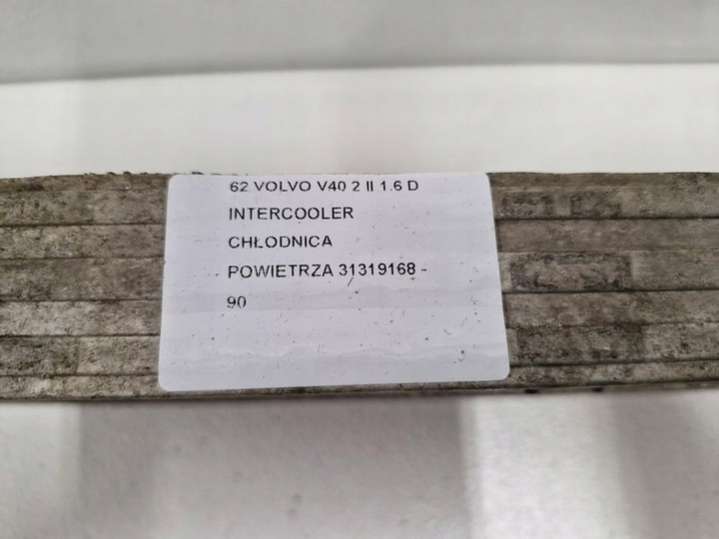 62 VOLVO V40 2 II 1.6 D
INTERCOOLER
CHŁODNICA
POWIETRZA 31319168 -
90